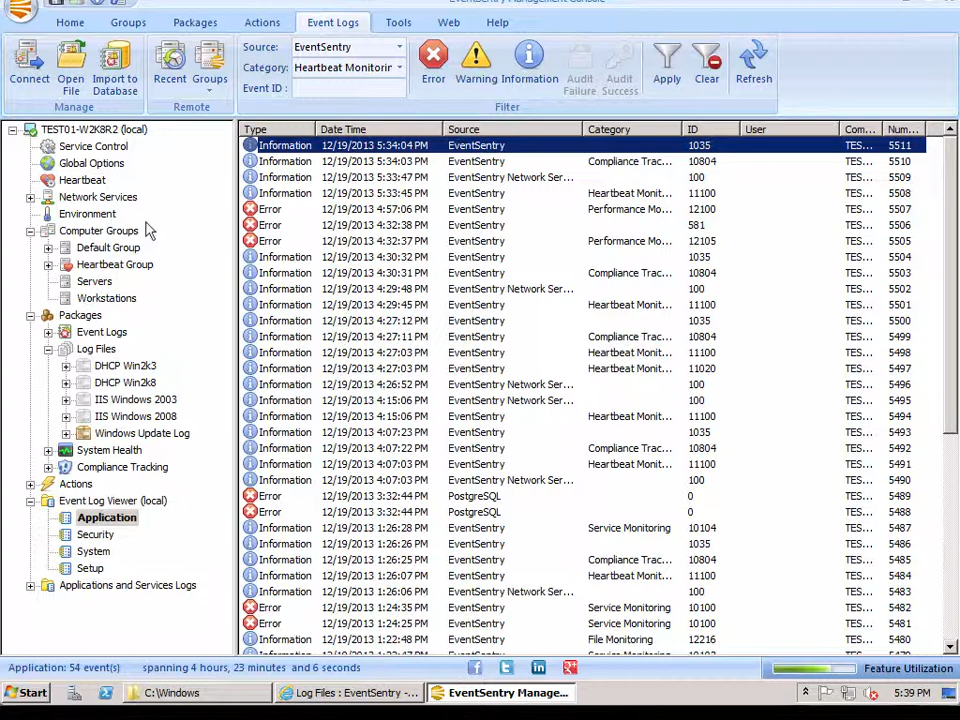 EventSentry Management Console
Home Groups Packages Actions Event Logs Tools Web Help
Connect
Open File
Import to Database
Manage
Recent
Groups
Remote
Source: EventSentry
Category: Heartbeat Monitorin
Event ID :
Error
Warning
Information
Audit Failure
Audit Success
Filter
Apply
Clear
Refresh
TEST01-W2K8R2 (local)
Service Control
Global Options
Heartbeat
Network Services
Environment
Computer Groups
Default Group
Heartbeat Group
Servers
Workstations
Packages
Event Logs
Log Files
DHCP Win2k3
DHCP Win2k8
IIS Windows 2003
IIS Windows 2008
Windows Update Log
System Health
Compliance Tracking
Actions
Event Log Viewer (local)
Application
Security
System
Setup
Applications and Services Logs
Type Date Time Source Category ID User Com... Num...
Information 12/19/2013 5:34:04 PM EventSentry 1035 TES... 5511
Information 12/19/2013 5:34:03 PM EventSentry Compliance Trac... 10804 TES... 5510
Information 12/19/2013 5:33:47 PM EventSentry Network Ser... 100 TES... 5509
Information 12/19/2013 5:33:45 PM EventSentry Heartbeat Monit... 11100 TES... 5508
Error 12/19/2013 4:57:06 PM EventSentry Performance Mo... 12100 TES... 5507
Error 12/19/2013 4:32:38 PM EventSentry 581 TES... 5506
Error 12/19/2013 4:32:37 PM EventSentry Performance Mo... 12105 TES... 5505
Information 12/19/2013 4:30:32 PM EventSentry 1035 TES... 5504
Information 12/19/2013 4:30:31 PM EventSentry Compliance Trac... 10804 TES... 5503
Information 12/19/2013 4:29:48 PM EventSentry Network Ser... 100 TES... 5502
Information 12/19/2013 4:29:45 PM EventSentry Heartbeat Monit... 11100 TES... 5501
Information 12/19/2013 4:27:12 PM EventSentry 1035 TES... 5500
Information 12/19/2013 4:27:11 PM EventSentry Compliance Trac... 10804 TES... 5499
Information 12/19/2013 4:27:03 PM EventSentry Heartbeat Monit... 11100 TES... 5498
Information 12/19/2013 4:27:03 PM EventSentry Heartbeat Monit... 11020 TES... 5497
Information 12/19/2013 4:26:52 PM EventSentry Network Ser... 100 TES... 5496
Information 12/19/2013 4:15:06 PM EventSentry Network Ser... 100 TES... 5495
Information 12/19/2013 4:15:06 PM EventSentry Heartbeat Monit... 11100 TES... 5494
Information 12/19/2013 4:07:23 PM EventSentry 1035 TES... 5493
Information 12/19/2013 4:07:22 PM EventSentry Compliance Trac... 10804 TES... 5492
Information 12/19/2013 4:07:03 PM EventSentry Heartbeat Monit... 11100 TES... 5491
Information 12/19/2013 4:07:03 PM EventSentry Network Ser... 100 TES... 5490
Error 12/19/2013 3:32:44 PM PostgreSQL 0 TES... 5489
Error 12/19/2013 3:32:44 PM PostgreSQL 0 TES... 5488
Information 12/19/2013 1:26:28 PM EventSentry Service Monitoring 10104 TES... 5487
Information 12/19/2013 1:26:26 PM EventSentry 1035 TES... 5486
Information 12/19/2013 1:26:25 PM EventSentry Compliance Trac... 10804 TES... 5485
Information 12/19/2013 1:26:07 PM EventSentry Heartbeat Monit... 11100 TES... 5484
Information 12/19/2013 1:26:06 PM EventSentry Network Ser... 100 TES... 5483
Error 12/19/2013 1:24:35 PM EventSentry Service Monitoring 10100 TES... 5482
Error 12/19/2013 1:24:25 PM EventSentry Service Monitoring 10100 TES... 5481
Information 12/19/2013 1:22:48 PM EventSentry File Monitoring 12216 TES... 5480
Application: 54 event(s) spanning 4 hours, 23 minutes and 6 seconds
Feature Utilization
Start C:\Windows Log Files : EventSentry -... EventSentry Manage... 5:39 PM